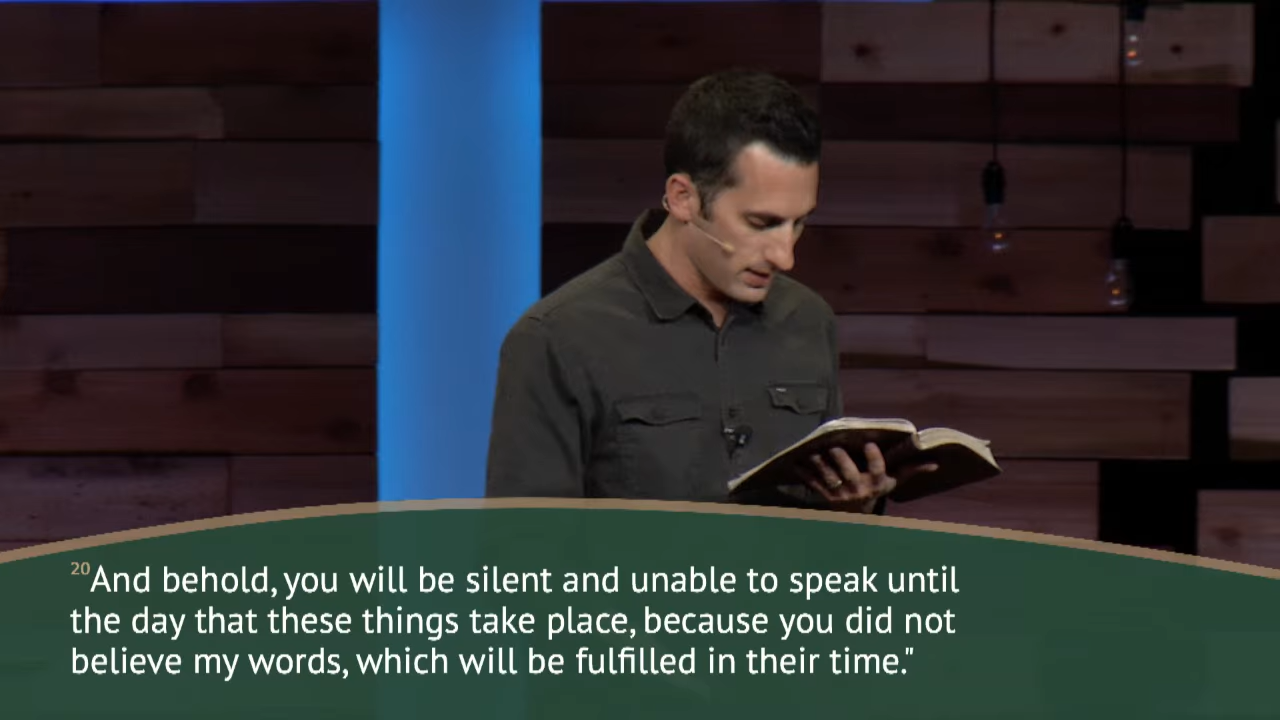 20And behold, you will be silent and unable to speak until
the day that these things take place, because you did not
believe my words, which will be fulfilled in their time."